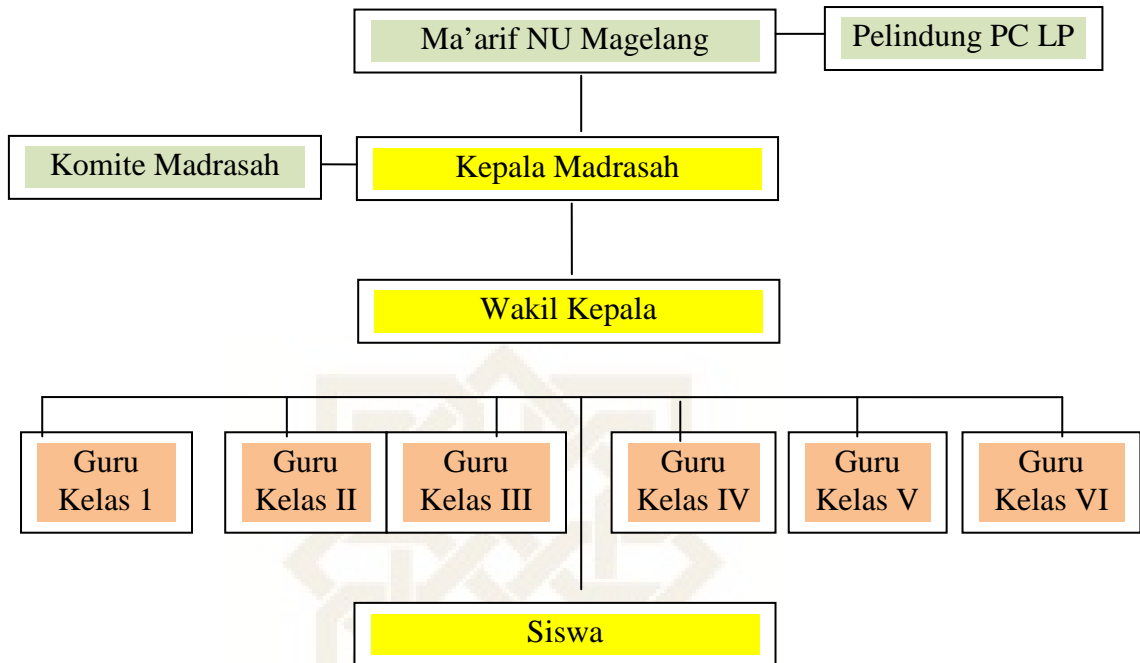 Ma’arif NU Magelang
Pelindung PC LP
Komite Madrasah
Kepala Madrasah
Wakil Kepala
Guru
Kelas 1
Guru
Kelas II
Guru
Kelas III
Guru
Kelas IV
Guru
Kelas V
Guru
Kelas VI
Siswa